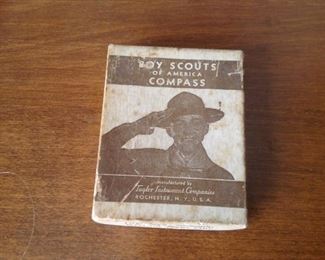 BOY SCOUTS
OF AMERICA
COMPASS
manufactured by
Taylor Instrument Companies
ROCHESTER, N.Y., U.S.A.